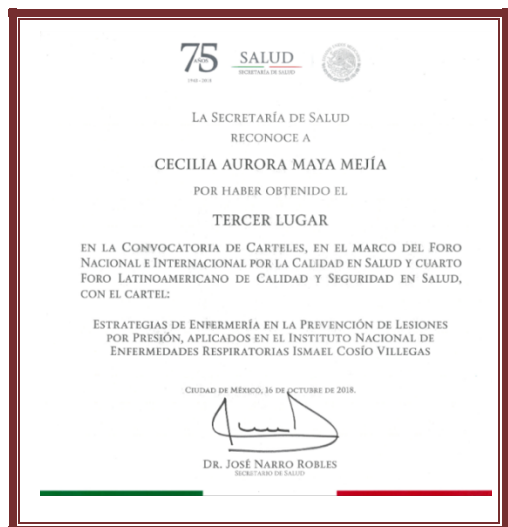 75
AÑOS
1943-2018
SALUD
SECRETARÍA DE SALUD
LA SECRETARÍA DE SALUD
RECONOCE A
CECILIA AURORA MAYA MEJÍA
POR HABER OBTENIDO EL
TERCER LUGAR
EN LA CONVOCATORIA DE CARTELES, EN EL MARCO DEL FORO
NACIONAL E INTERNACIONAL POR LA CALIDAD EN SALUD Y CUARTO
FORO LATINOAMERICANO DE CALIDAD Y SEGURIDAD EN SALUD,
CON EL CARTEL:
ESTRATEGIAS DE ENFERMERÍA EN LA PREVENCIÓN DE LESIONES
POR PRESIÓN, APLICADOS EN EL INSTITUTO NACIONAL DE
ENFERMEDADES RESPIRATORIAS ISMAEL COSÍO VILLEGAS
CIUDAD DE MÉXICO, 16 DE OCTUBRE DE 2018.
DR. JOSÉ NARRO ROBLES
SECRETARIO DE SALUD